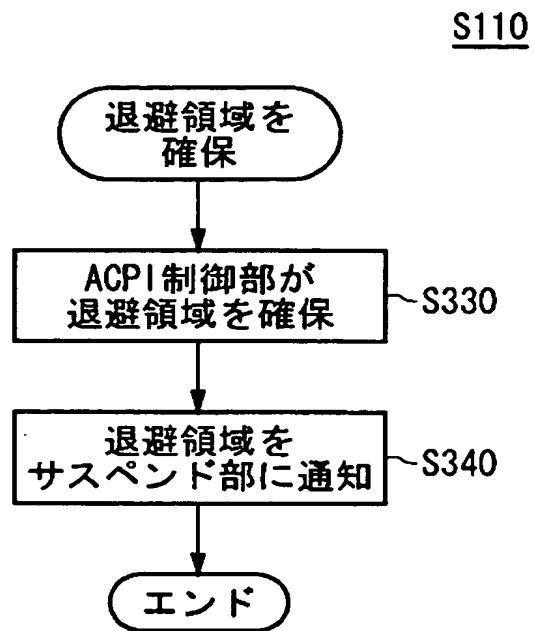 S110
退避領域を
確保
ACPI制御部が
退避領域を確保
S330
退避領域を
サスペンド部に通知
S340
エンド